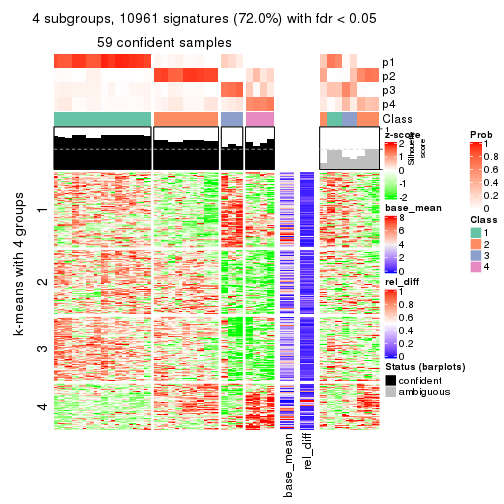 4 subgroups, 10961 signatures (72.0%) with fdr < 0.05
59 confident samples
p1
p2
p3
p4
Class
1
Silhouette
score
k-means with 4 groups
1
2
3
4
base_mean
rel_diff
z-score
2
1
0
-1
-2
base_mean
8
6
4
2
0
rel_diff
1
0.8
0.6
0.4
0.2
0
Status (barplots)
confident
ambiguous
Prob
1
0.8
0.6
0.4
0.2
0
Class
1
2
3
4